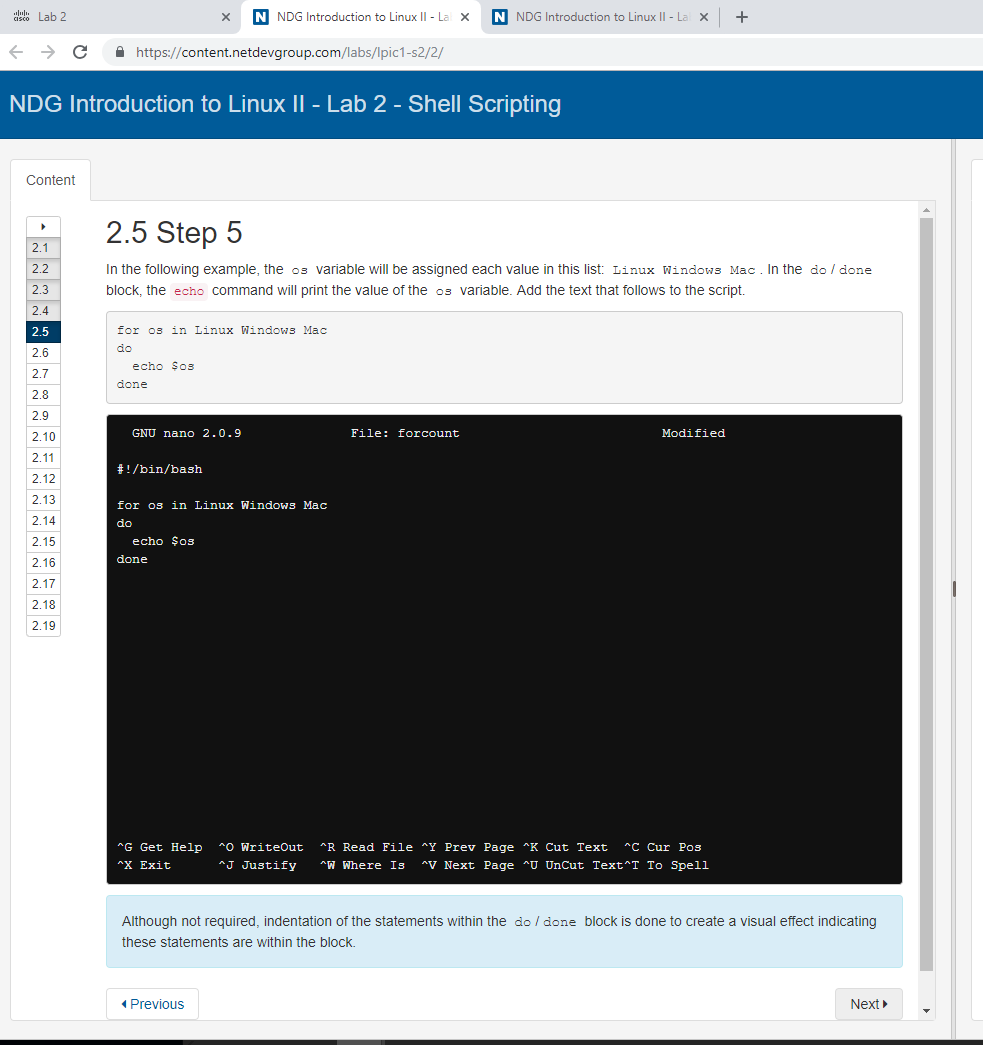 Lab 2
NDG Introduction to Linux II - La
NDG Introduction to Linux II - La
https://content.netdevgroup.com/labs/lpic1-s2/2/
NDG Introduction to Linux II - Lab 2 - Shell Scripting
Content
2.1
2.2
2.3
2.4
2.5
2.6
2.7
2.8
2.9
2.10
2.11
2.12
2.13
2.14
2.15
2.16
2.17
2.18
2.19
2.5 Step 5
In the following example, the os variable will be assigned each value in this list: Linux Windows Mac. In the do/done
block, the echo command will print the value of the os variable. Add the text that follows to the script.
for os in Linux Windows Mac
do
  echo $os
done
GNU nano 2.0.9 File: forcount Modified
#!/bin/bash
for os in Linux Windows Mac
do
  echo $os
done
^G Get Help ^O WriteOut ^R Read File ^Y Prev Page ^K Cut Text ^C Cur Pos
^X Exit ^J Justify ^W Where Is ^V Next Page ^U UnCut Text^T To Spell
Although not required, indentation of the statements within the do/done block is done to create a visual effect indicating
these statements are within the block.
Previous
Next